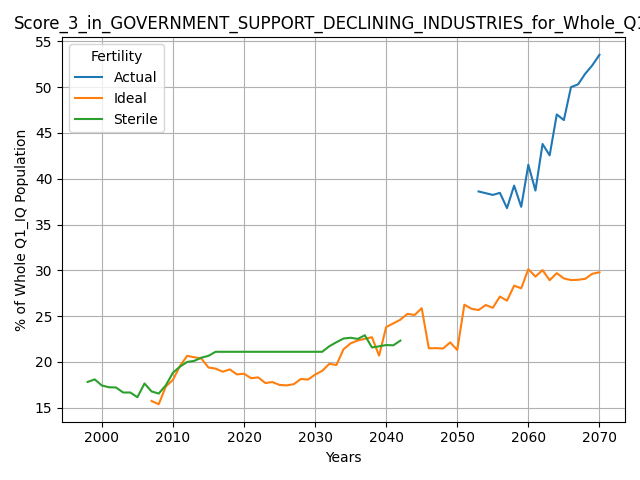 Score_3_in_GOVERNMENT_SUPPORT_DECLINING_INDUSTRIES_for_Whole_Q1
55
50
45
40
35
30
25
20
15
% of Whole Q1_IQ Population
Fertility
Actual
Ideal
Sterile
2000 2010 2020 2030 2040 2050 2060 2070
Years